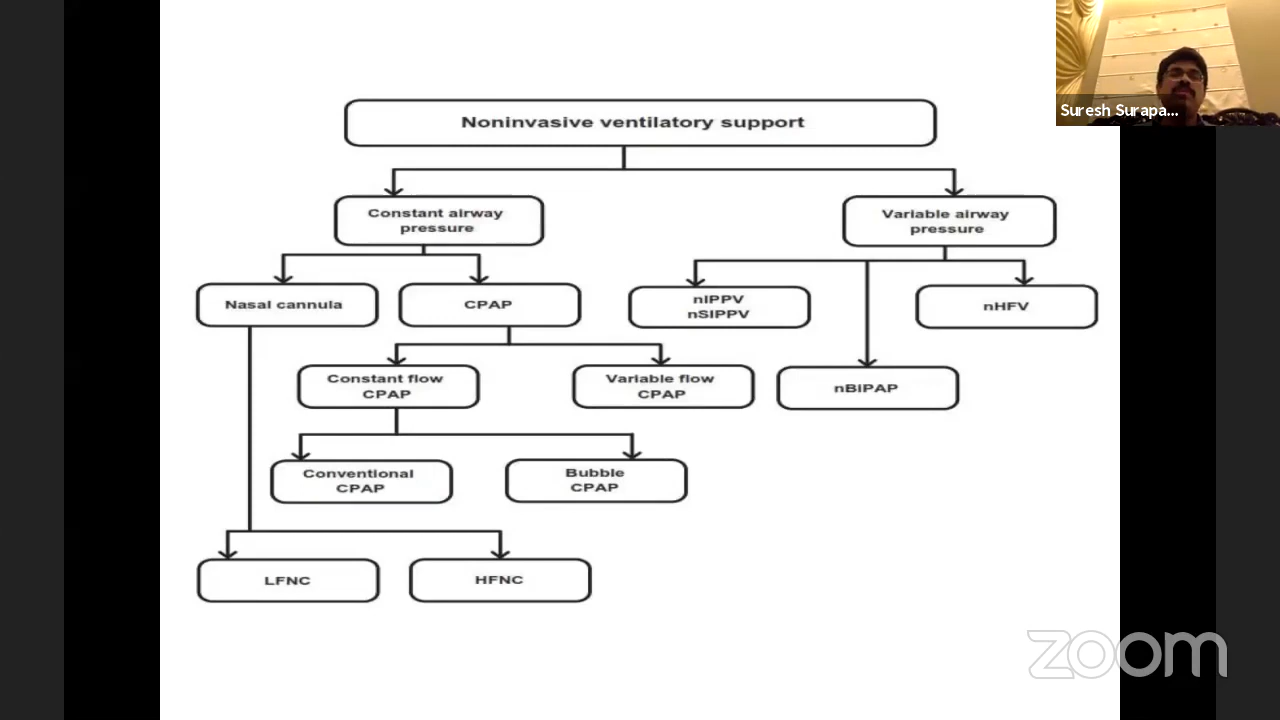 Suresh Surapa...
Noninvasive ventilatory support
Constant airway
pressure
Variable airway
pressure
Nasal cannula
CPAP
nIPPV
nSIPPV
nHFV
Constant flow
CPAP
Variable flow
CPAP
nBIPAP
Conventional
CPAP
Bubble
CPAP
LFNC
HFNC
zoom